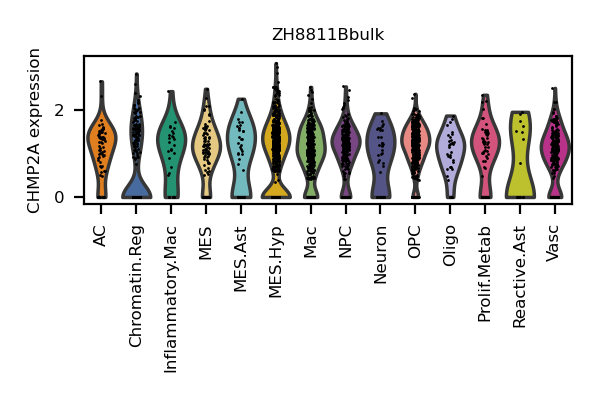 ZH8811Bbulk
CHMP2A expression
2
0
AC
Chromatin.Reg
Inflammatory.Mac
MES
MES.Ast
MES.Hyp
Mac
NPC
Neuron
OPC
Oligo
Prolif.Metab
Reactive.Ast
Vasc